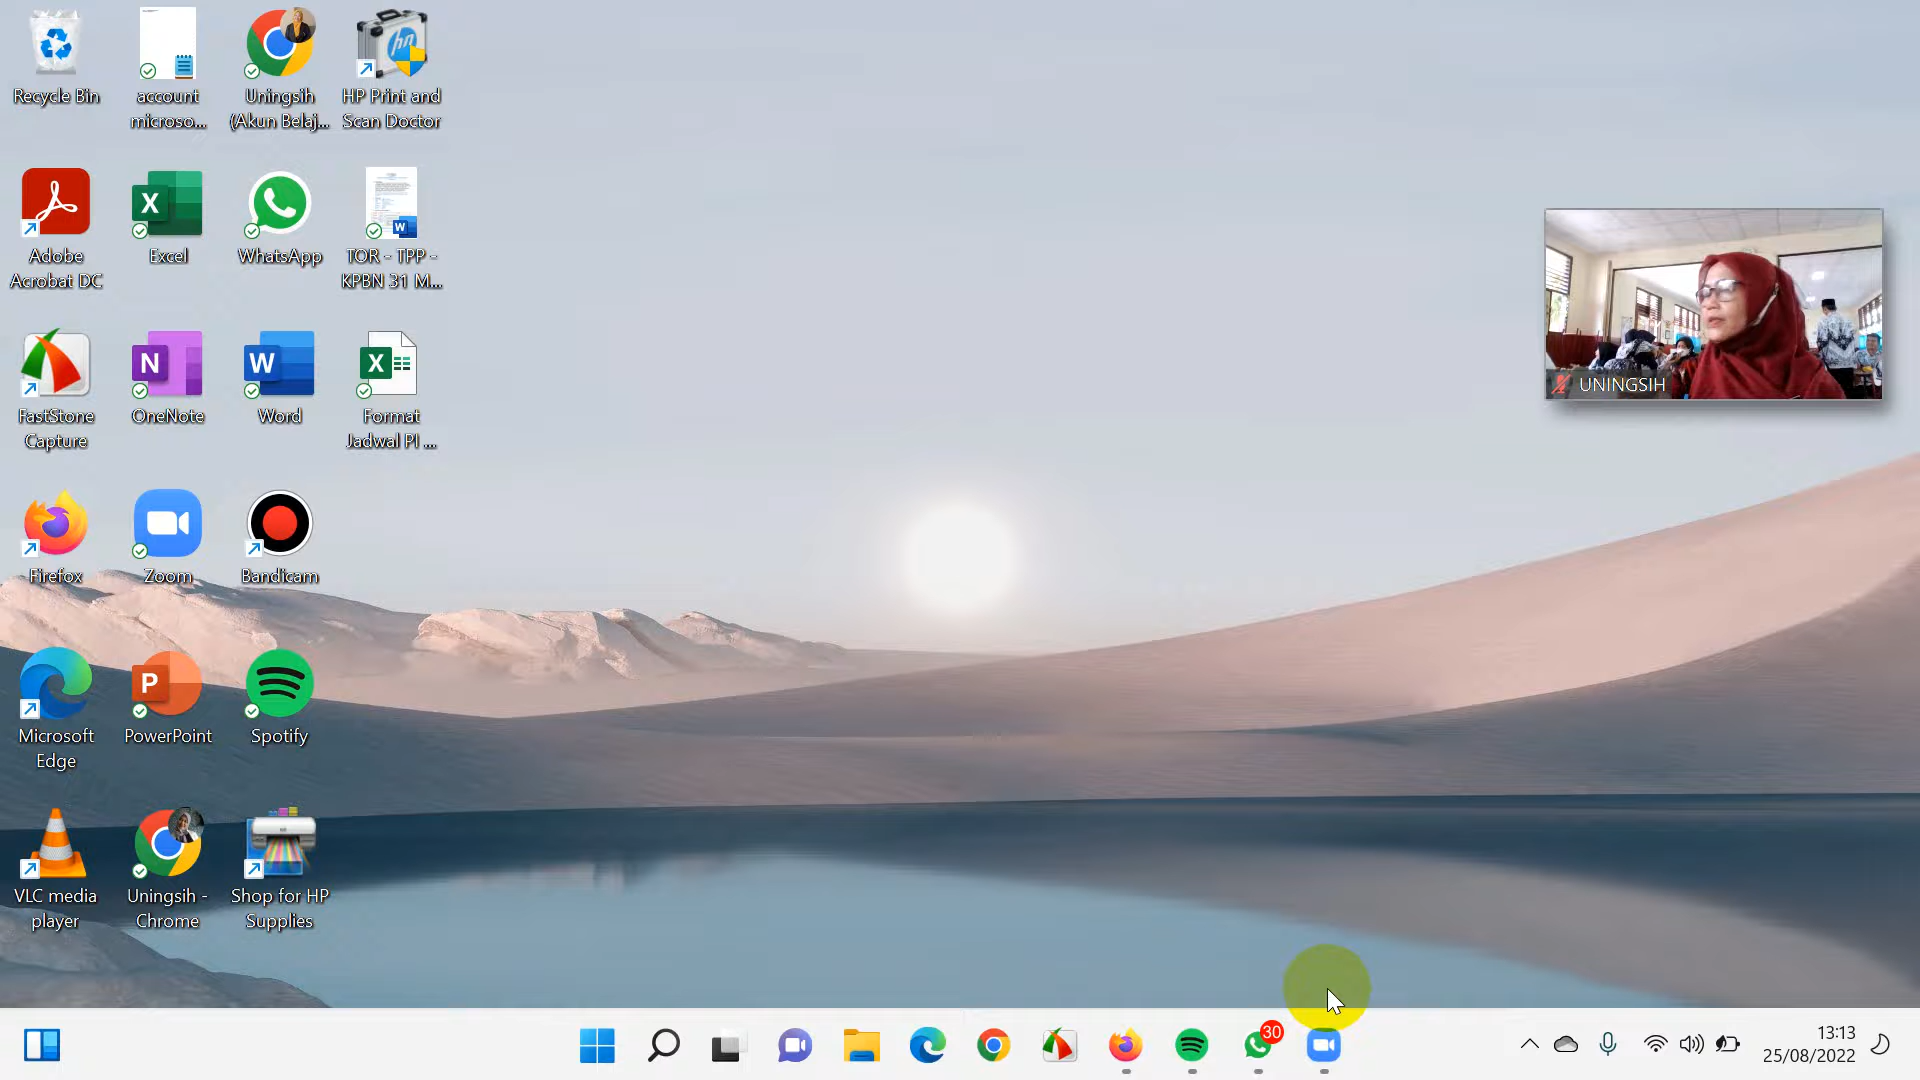 Recycle Bin
account
microso...
Uningsih
(Akun Belaj...
HP Print and
Scan Doctor
Adobe
Acrobat DC
Excel
WhatsApp
TOR - TPP -
KPBN 31 M...
FastStone
Capture
OneNote
Word
Format
Jadwal PI ...
Firefox
Zoom
Bandicam
Microsoft
Edge
PowerPoint
Spotify
VLC media
player
Uningsih -
Chrome
Shop for HP
Supplies
UNINGSIH
30
13:13
25/08/2022